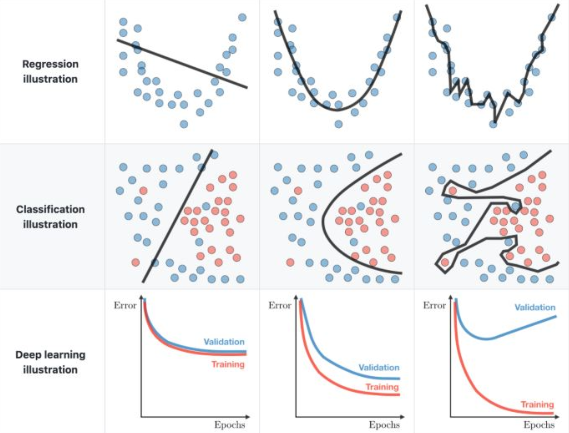 Regression
illustration
Classification
illustration
Deep learning
illustration
Error
Validation
Training
Epochs
Error
Validation
Training
Epochs
Error
Validation
Training
Epochs